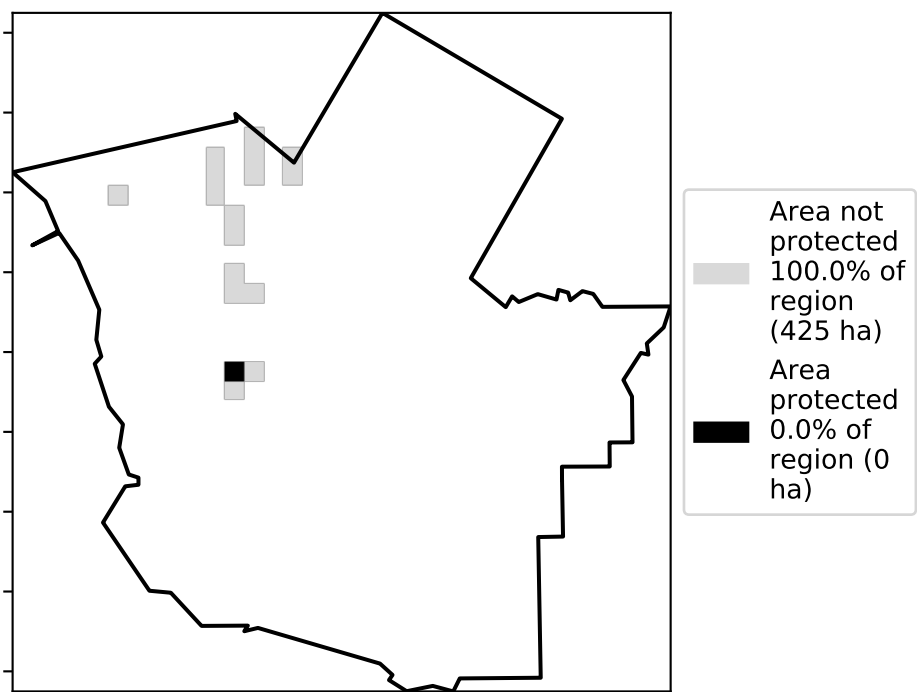 Area not
protected
100.0% of
region
(425 ha)
Area
protected
0.0% of
region (0
ha)